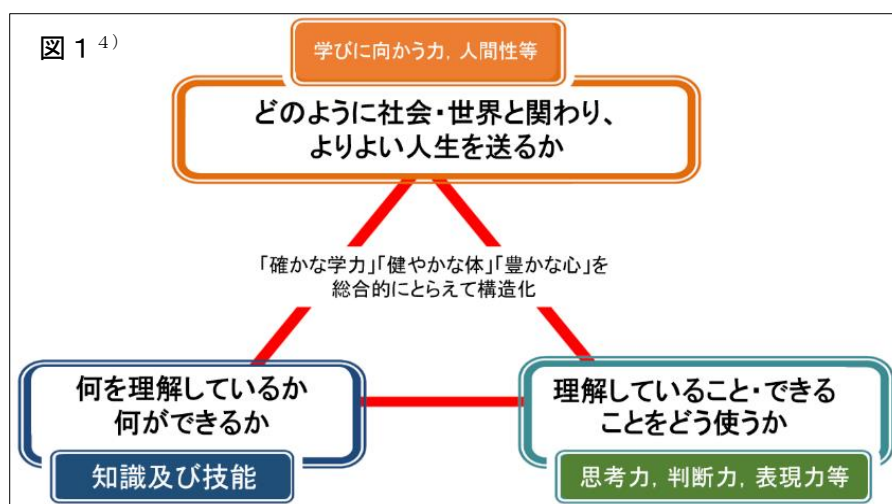 図1 4)
学びに向かう力, 人間性等
どのように社会・世界と関わり、
よりよい人生を送るか
「確かな学力」「健やかな体」「豊かな心」を
総合的にとらえて構造化
何を理解しているか
何ができるか
知識及び技能
理解していること・できる
ことをどう使うか
思考力, 判断力, 表現力等